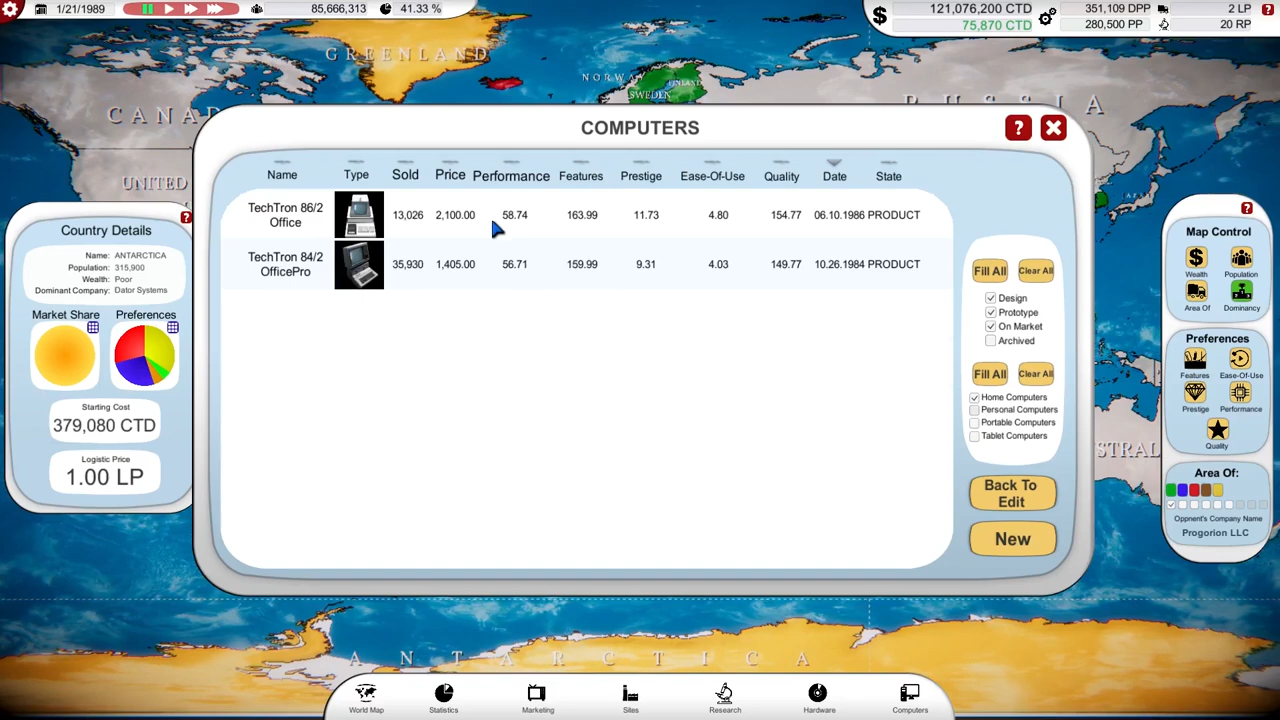 1/21/1989
85,666,313
41.33 %
121,076,200 CTD
75,870 CTD
351,109 DPP
280,500 PP
2 LP
20 RP
?
GREENLAND
NORWAY
FINLAND
SWEDEN
CANAD
RUSSIA
UNITED
JAPAN
STRAL
ANTARCTICA
COMPUTERS
?
Name
Type
Sold
Price
Performance
Features
Prestige
Ease-Of-Use
Quality
Date
State
TechTron 86/2 Office
13,026
2,100.00
58.74
163.99
11.73
4.80
154.77
06.10.1986
PRODUCT
TechTron 84/2 OfficePro
35,930
1,405.00
56.71
159.99
9.31
4.03
149.77
10.26.1984
PRODUCT
Fill All
Clear All
Design
Prototype
On Market
Archived
Fill All
Clear All
Home Computers
Personal Computers
Portable Computers
Tablet Computers
Back To Edit
New
?
Country Details
Name: ANTARCTICA
Population: 315,900
Wealth: Poor
Dominant Company: Dator Systems
Market Share
Preferences
Starting Cost
379,080 CTD
Logistic Price
1.00 LP
?
Map Control
Wealth
Population
Area Of
Dominancy
Preferences
Features
Ease-Of-Use
Prestige
Performance
Quality
Area Of:
Oppnent's Company Name
Progorion LLC
World Map
Statistics
Marketing
Sites
Research
Hardware
Computers